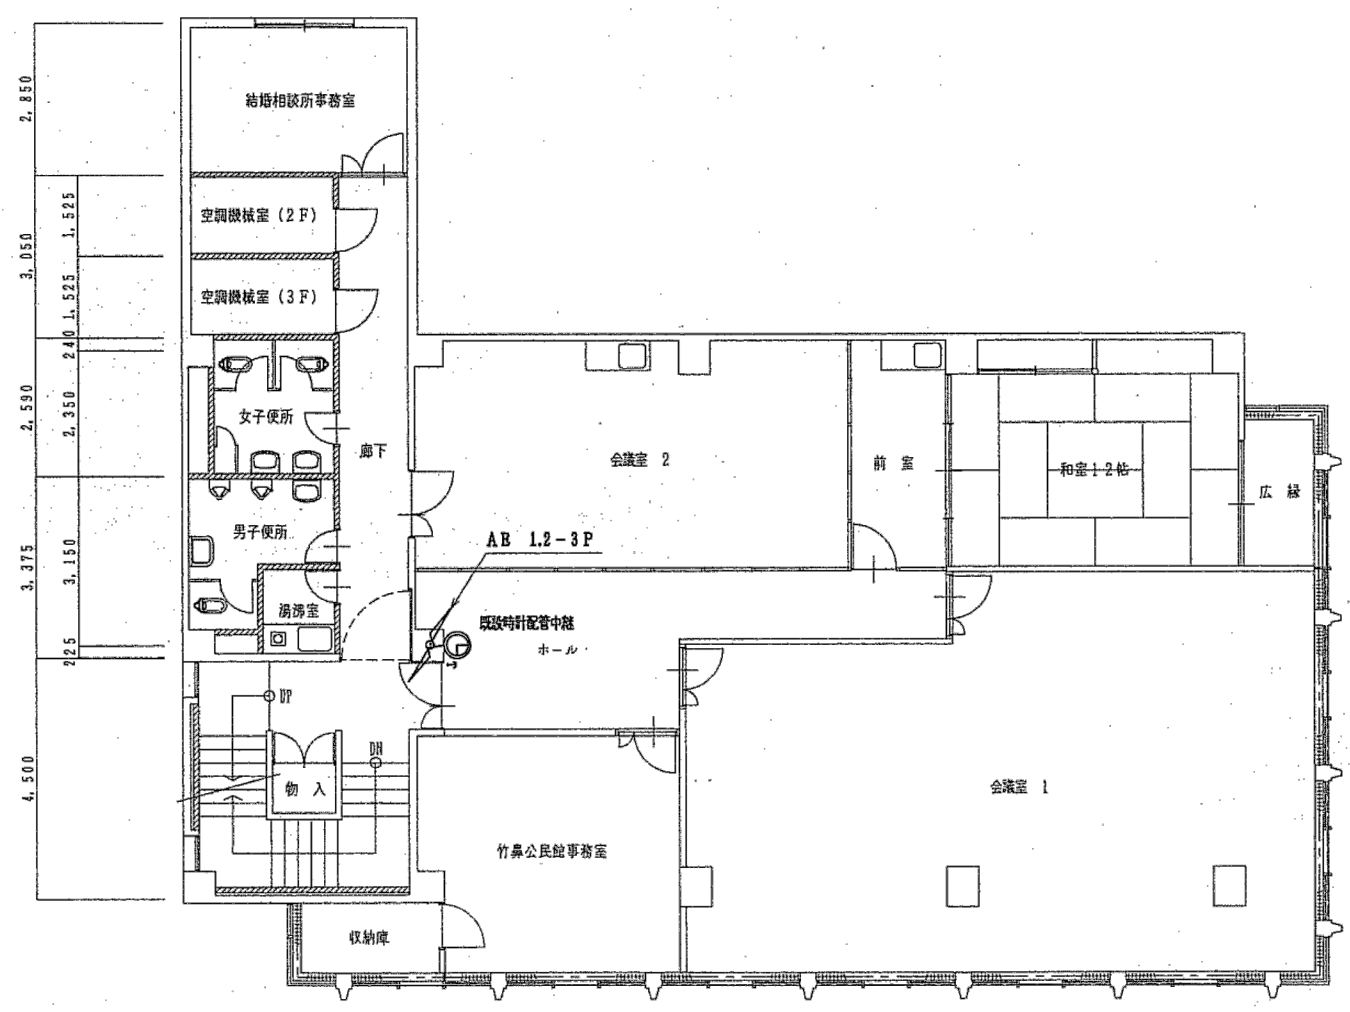 2,850
結婚相談所事務室
1,525
空調機械室(2F)
3,050
空調機械室(3F)
1,525
240
2,590
2,350
女子便所
廊下
会議室 2
前 室
和室12帖
広 縁
男子便所
AE 1.2-3P
3,375
3,150
湯沸室
既設時計配管中継
ホール
225
UP
DN
4,500
物 入
会議室 1
竹鼻公民館事務室
収納庫